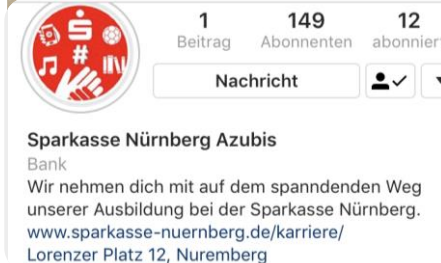 1 149 12
Beitrag Abonnenten abonniert
Nachricht
Sparkasse Nürnberg Azubis
Bank
Wir nehmen dich mit auf dem spanndenden Weg
unserer Ausbildung bei der Sparkasse Nürnberg.
www.sparkasse-nuernberg.de/karriere/
Lorenzer Platz 12, Nuremberg